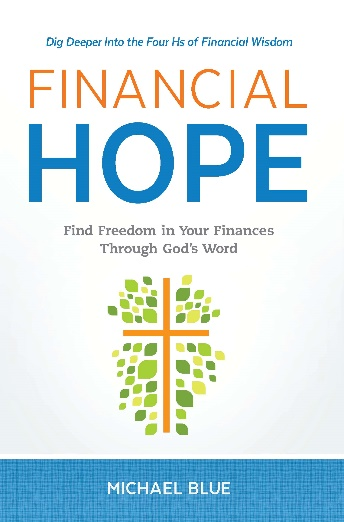 Dig Deeper Into the Four Hs of Financial Wisdom
FINANCIAL
HOPE
Find Freedom in Your Finances
Through God's Word
MICHAEL BLUE